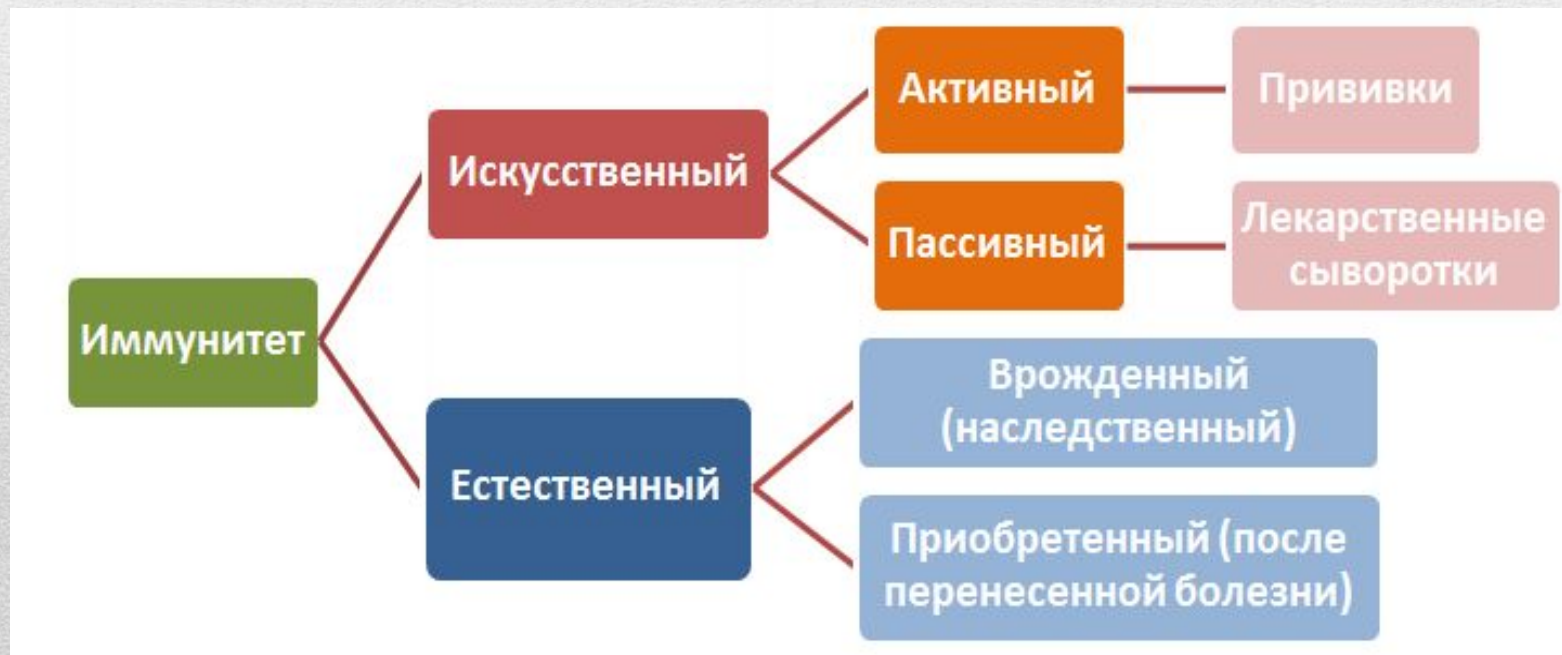 Активный
Прививки
Искусственный
Пассивный
Лекарственные
сыворотки
Иммунитет
Врожденный
(наследственный)
Естественный
Приобретенный (после
перенесенной болезни)